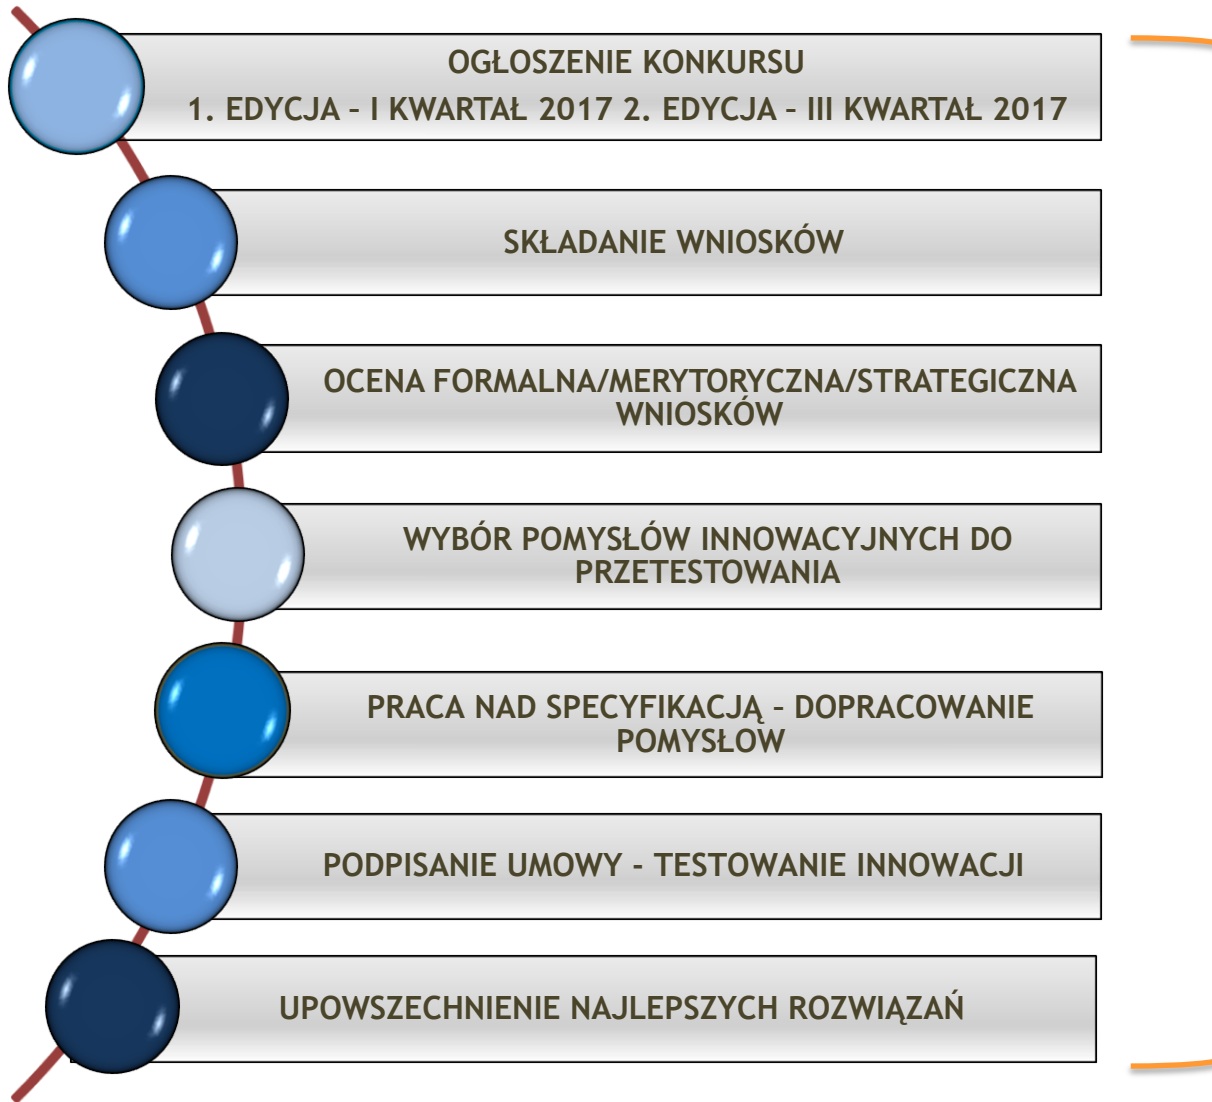 OGŁOSZENIE KONKURSU
1. EDYCJA – I KWARTAŁ 2017 2. EDYCJA – III KWARTAŁ 2017
SKŁADANIE WNIOSKÓW
OCENA FORMALNA/MERYTORYCZNA/STRATEGICZNA
WNIOSKÓW
WYBÓR POMYSŁÓW INNOWACYJNYCH DO
PRZETESTOWANIA
PRACA NAD SPECYFIKACJĄ – DOPRACOWANIE
POMYSŁOW
PODPISANIE UMOWY - TESTOWANIE INNOWACJI
UPOWSZECHNIENIE NAJLEPSZYCH ROZWIĄZAŃ